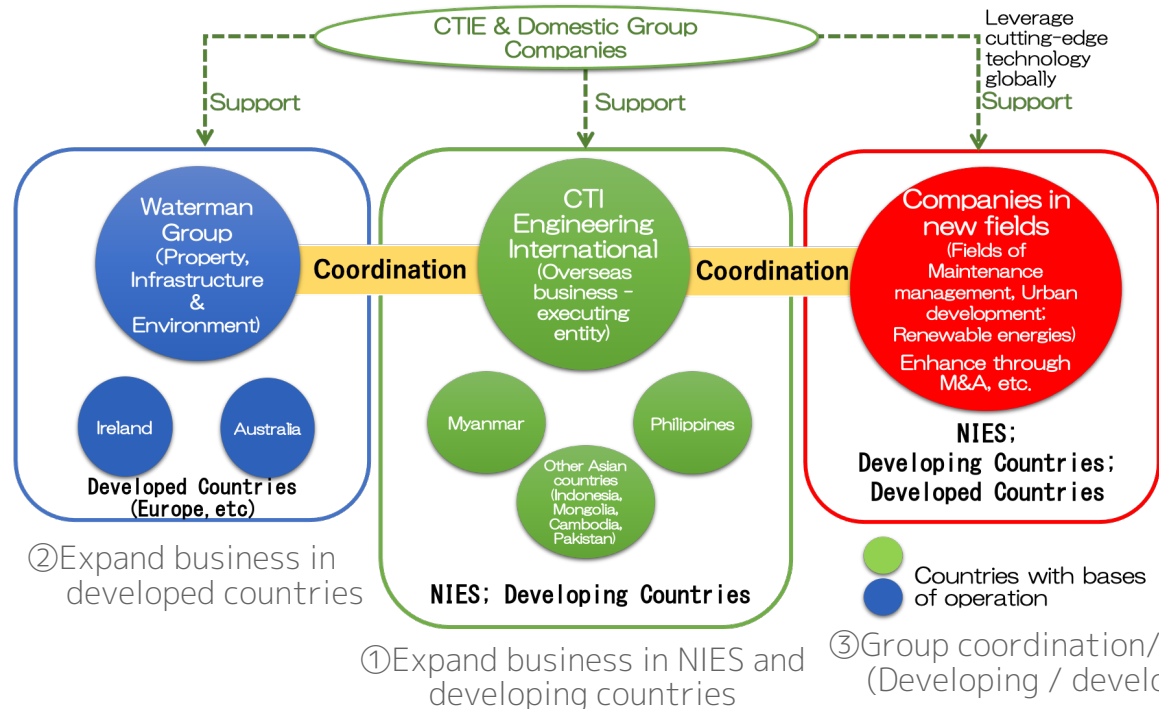 CTIE & Domestic Group
Companies
Leverage
cutting-edge
technology
globally
Support
Support
Support
Waterman
Group
(Property,
Infrastructure
&
Environment)
Coordination
CTI
Engineering
International
(Overseas
business -
executing
entity)
Coordination
Companies in
new fields
(Fields of
Maintenance
management, Urban
development;
Renewable energies)
Enhance through
M&A, etc.
Ireland
Australia
Myanmar
Philippines
Other Asian
countries
(Indonesia,
Mongolia,
Cambodia,
Pakistan)
Developed Countries
(Europe, etc)
NIES; Developing Countries
NIES;
Developing Countries;
Developed Countries
②Expand business in
developed countries
Countries with bases
of operation
①Expand business in NIES and
developing countries
③Group coordination/
(Developing / develo